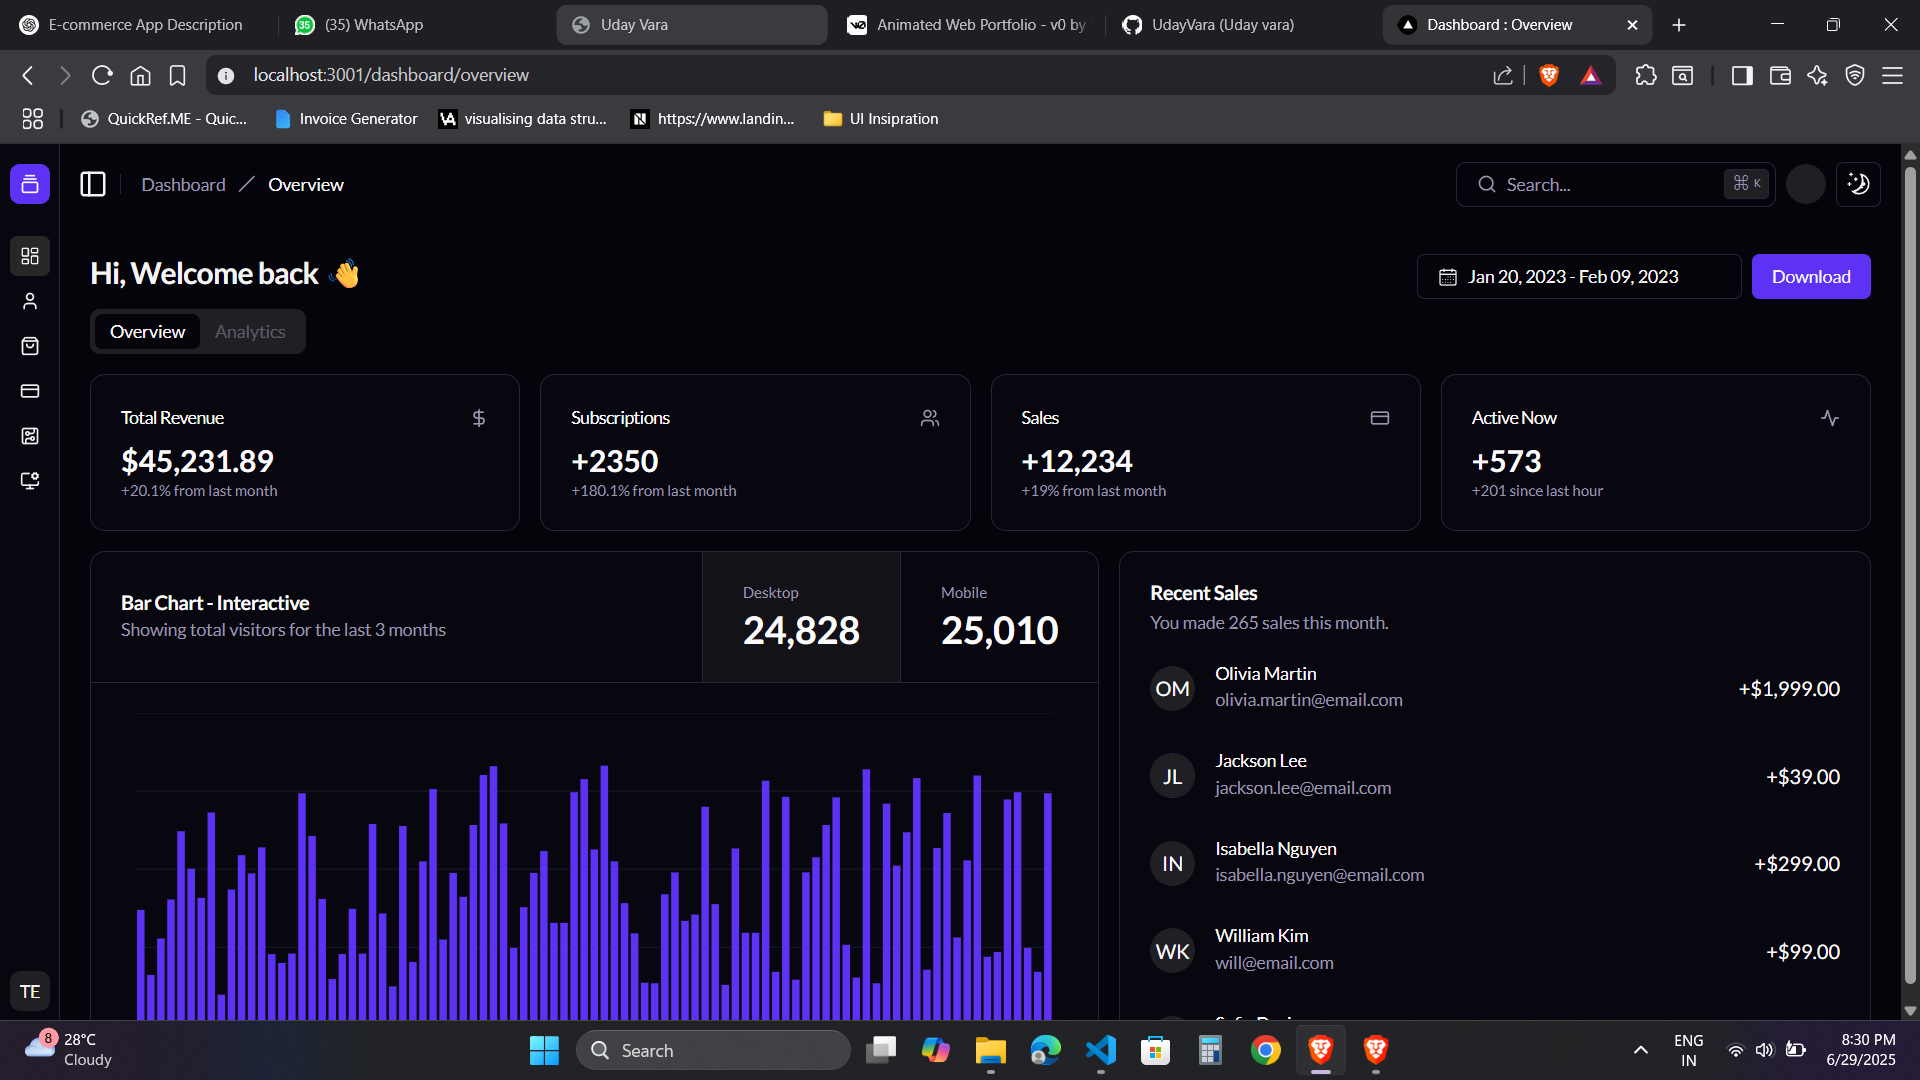 E-commerce App Description
35
(35) WhatsApp
Uday Vara
Animated Web Portfolio - v0 by
UdayVara (Uday vara)
Dashboard : Overview
localhost:3001/dashboard/overview
QuickRef.ME - Quic...
Invoice Generator
visualising data stru...
https://www.landin...
UI Insipration
Dashboard
Overview
Search...
⌘ K
Hi, Welcome back 👋
Jan 20, 2023 - Feb 09, 2023
Download
Overview
Analytics
Total Revenue
$45,231.89
+20.1% from last month
Subscriptions
+2350
+180.1% from last month
Sales
+12,234
+19% from last month
Active Now
+573
+201 since last hour
Bar Chart - Interactive
Showing total visitors for the last 3 months
Desktop
24,828
Mobile
25,010
Recent Sales
You made 265 sales this month.
OM
Olivia Martin
olivia.martin@email.com
+$1,999.00
JL
Jackson Lee
jackson.lee@email.com
+$39.00
IN
Isabella Nguyen
isabella.nguyen@email.com
+$299.00
WK
William Kim
will@email.com
+$99.00
TE
8
28°C
Cloudy
Search
ENG
IN
8:30 PM
6/29/2025